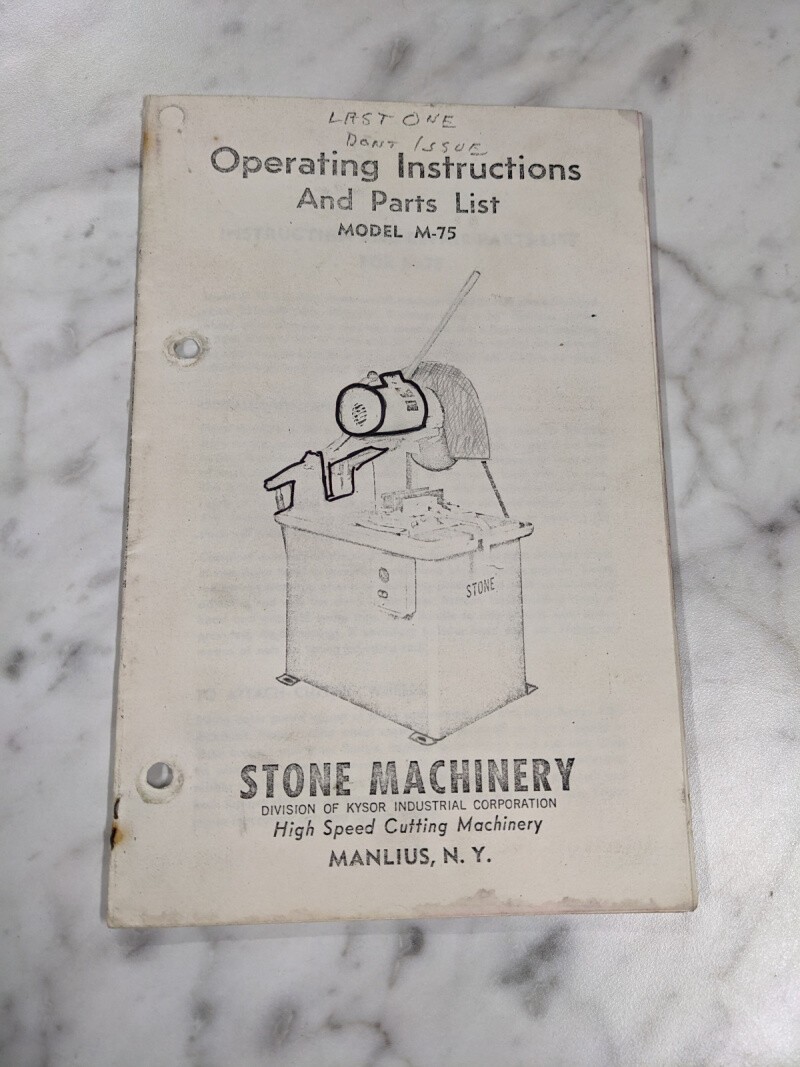 LAST ONE
DONT ISSUE
Operating Instructions
And Parts List
MODEL M-75
STONE
STONE MACHINERY
DIVISION OF KYSOR INDUSTRIAL CORPORATION
High Speed Cutting Machinery
MANLIUS, N. Y.